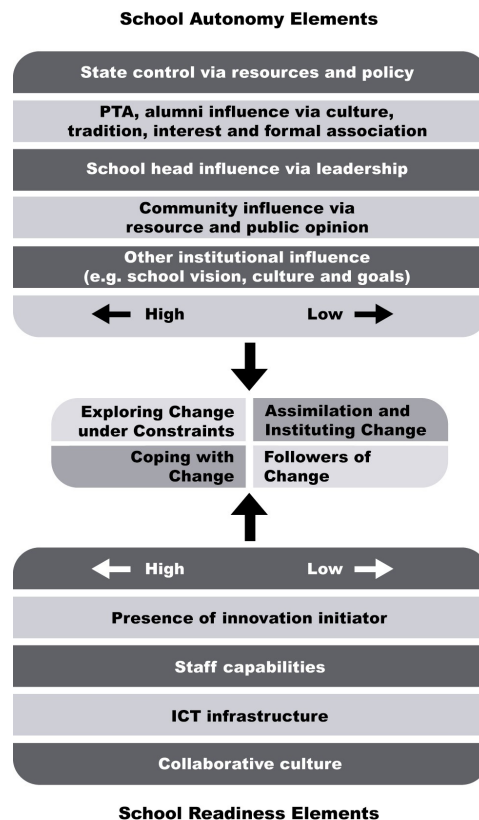 School Autonomy Elements
State control via resources and policy
PTA, alumni influence via culture,
tradition, interest and formal association
School head influence via leadership
Community influence via
resource and public opinion
Other institutional influence
(e.g. school vision, culture and goals)
High Low
Exploring Change
under Constraints
Assimilation and
Instituting Change
Coping with
Change
Followers of
Change
High Low
Presence of innovation initiator
Staff capabilities
ICT infrastructure
Collaborative culture
School Readiness Elements